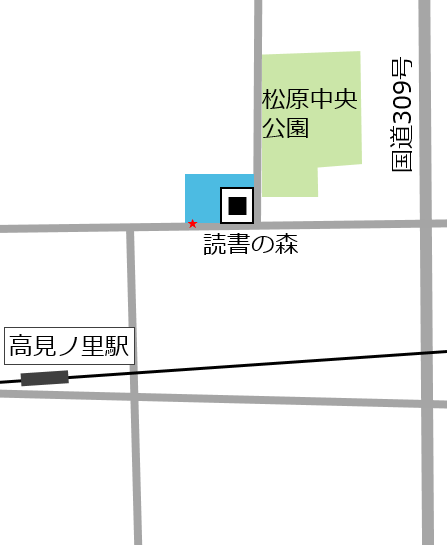 国道309号
松原中央
公園
読書の森
高見ノ里駅